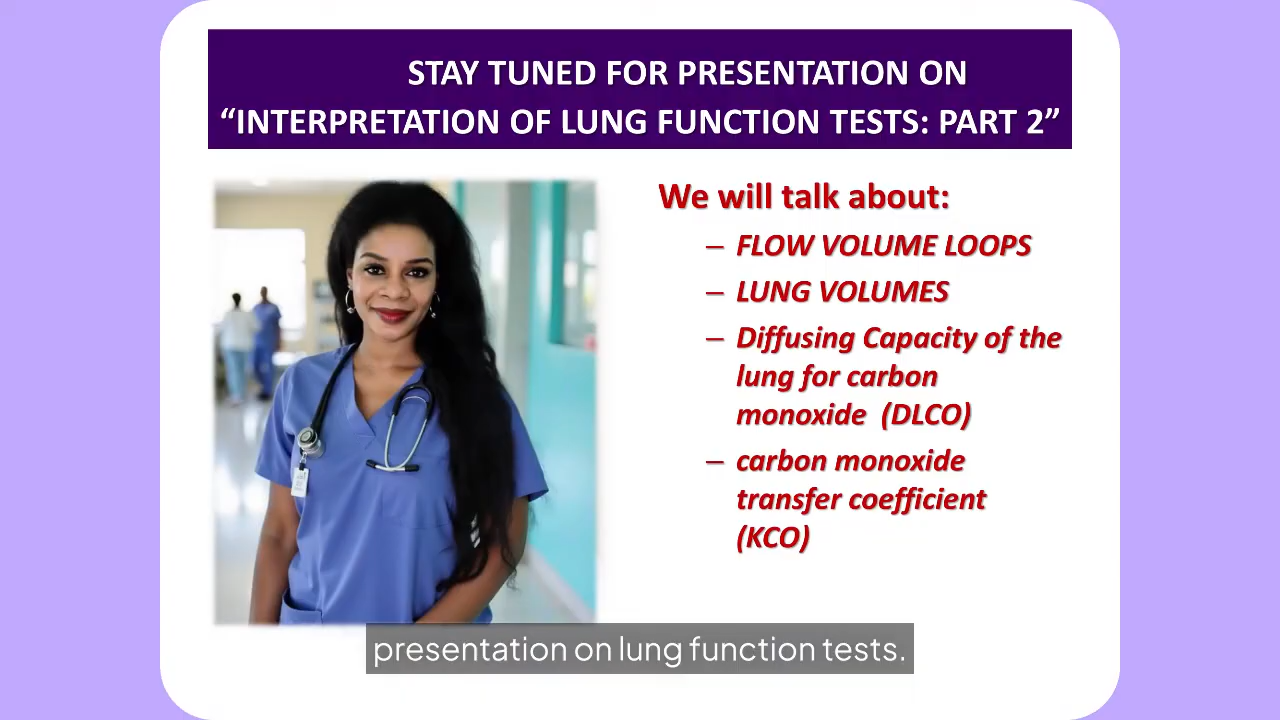 STAY TUNED FOR PRESENTATION ON
“INTERPRETATION OF LUNG FUNCTION TESTS: PART 2”
We will talk about:
– FLOW VOLUME LOOPS
– LUNG VOLUMES
– Diffusing Capacity of the
lung for carbon
monoxide (DLCO)
– carbon monoxide
transfer coefficient
(KCO)
presentation on lung function tests.